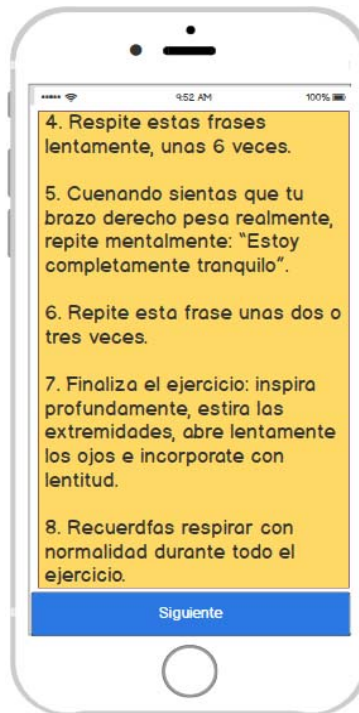 9:52 AM
100%
4. Respite estas frases
lentamente, unas 6 veces.
5. Cuenando sientas que tu
brazo derecho pesa realmente,
repite mentalmente: "Estoy
completamente tranquilo".
6. Repite esta frase unas dos o
tres veces.
7. Finaliza el ejercicio: inspira
profundamente, estira las
extremidades, abre lentamente
los ojos e incorporate con
lentitud.
8. Recuerdfas respirar con
normalidad durante todo el
ejercicio.
Siguiente